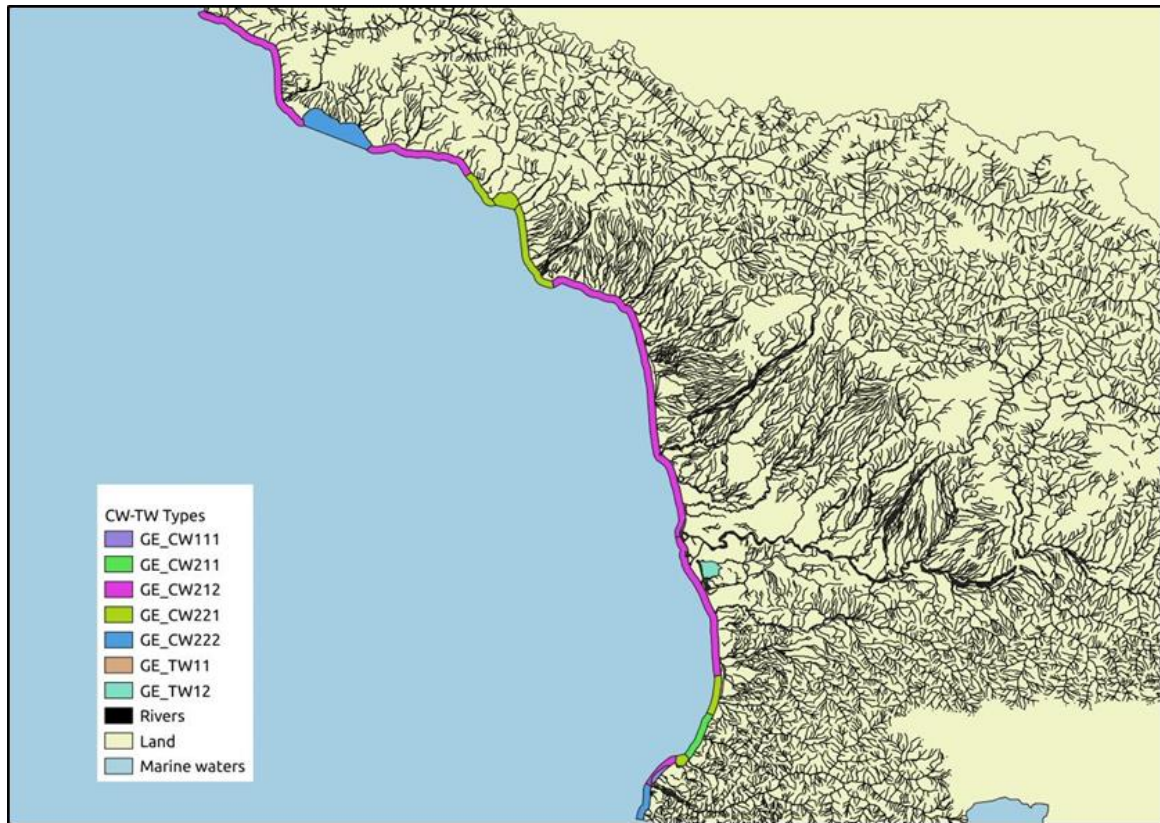 CW-TW Types
GE_CW111
GE_CW211
GE_CW212
GE_CW221
GE_CW222
GE_TW11
GE_TW12
Rivers
Land
Marine waters